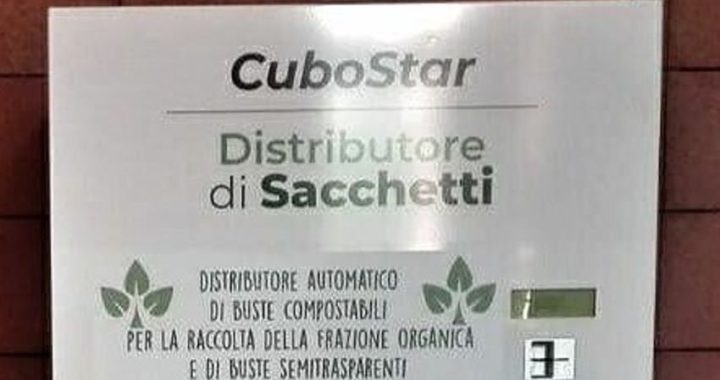 CuboStar
Distributore
di Sacchetti
DISTRIBUTORE AUTOMATICO
DI BUSTE COMPOSTABILI
PER LA RACCOLTA DELLA FRAZIONE ORGANICA
E DI BUSTE SEMITRASPARENTI